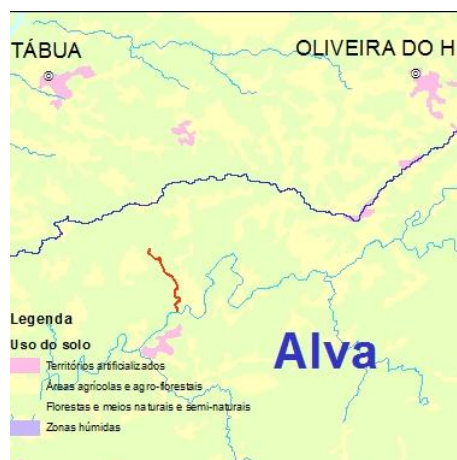 TÁBUA
OLIVEIRA DO H
Alva
Legenda
Uso do solo
Territórios artificializados
Áreas agrícolas e agro-florestais
Florestas e meios naturais e semi-naturais
Zonas húmidas